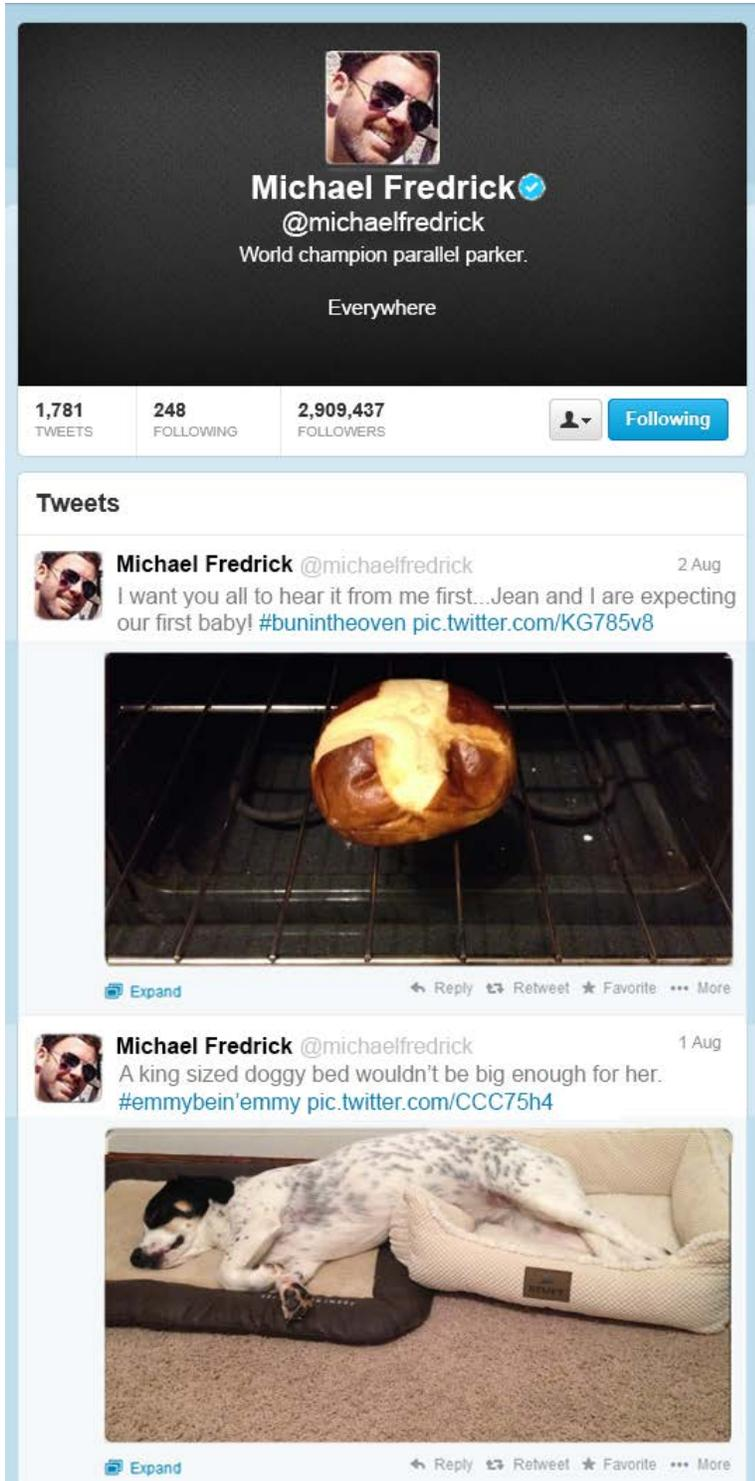 Michael Fredrick
@michaelfredrick
World champion parallel parker.
Everywhere
1,781 248 2,909,437
TWEETS FOLLOWING FOLLOWERS Following
Tweets
Michael Fredrick @michaelfredrick 2 Aug
I want you all to hear it from me first...Jean and I are expecting
our first baby! #bunintheoven pic.twitter.com/KG785v8
Expand Reply Retweet Favorite More
Michael Fredrick @michaelfredrick 1 Aug
A king sized doggy bed wouldn't be big enough for her.
#emmybein'emmy pic.twitter.com/CCC75h4
Expand Reply Retweet Favorite More